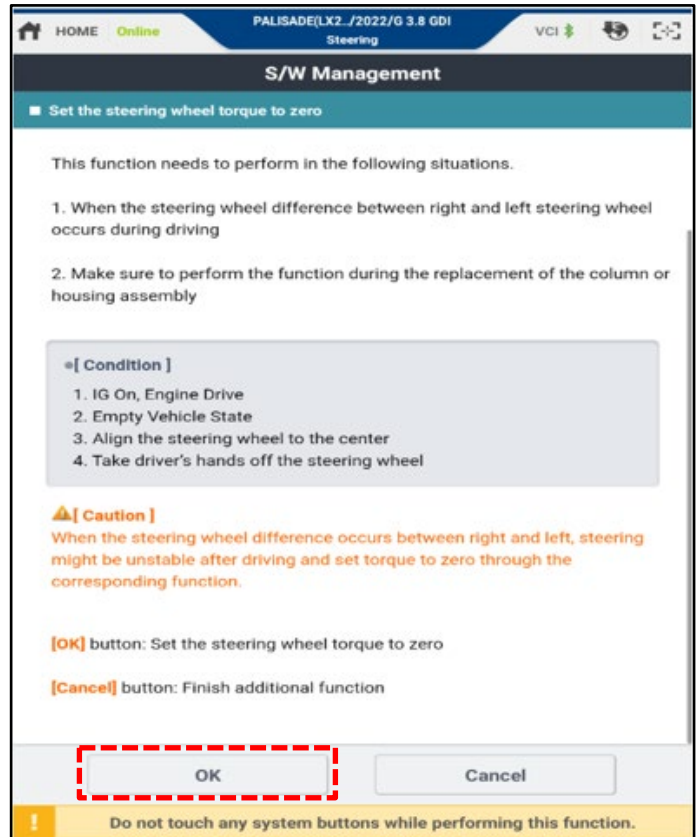 HOME Online PALISADE(LX2../2022/G 3.8 GDI VCI
Steering
S/W Management
Set the steering wheel torque to zero
This function needs to perform in the following situations.
1. When the steering wheel difference between right and left steering wheel
occurs during driving
2. Make sure to perform the function during the replacement of the column or
housing assembly
[ Condition ]
1. IG On, Engine Drive
2. Empty Vehicle State
3. Align the steering wheel to the center
4. Take driver's hands off the steering wheel
[ Caution ]
When the steering wheel difference occurs between right and left, steering
might be unstable after driving and set torque to zero through the
corresponding function.
[OK] button: Set the steering wheel torque to zero
[Cancel] button: Finish additional function
OK Cancel
Do not touch any system buttons while performing this function.